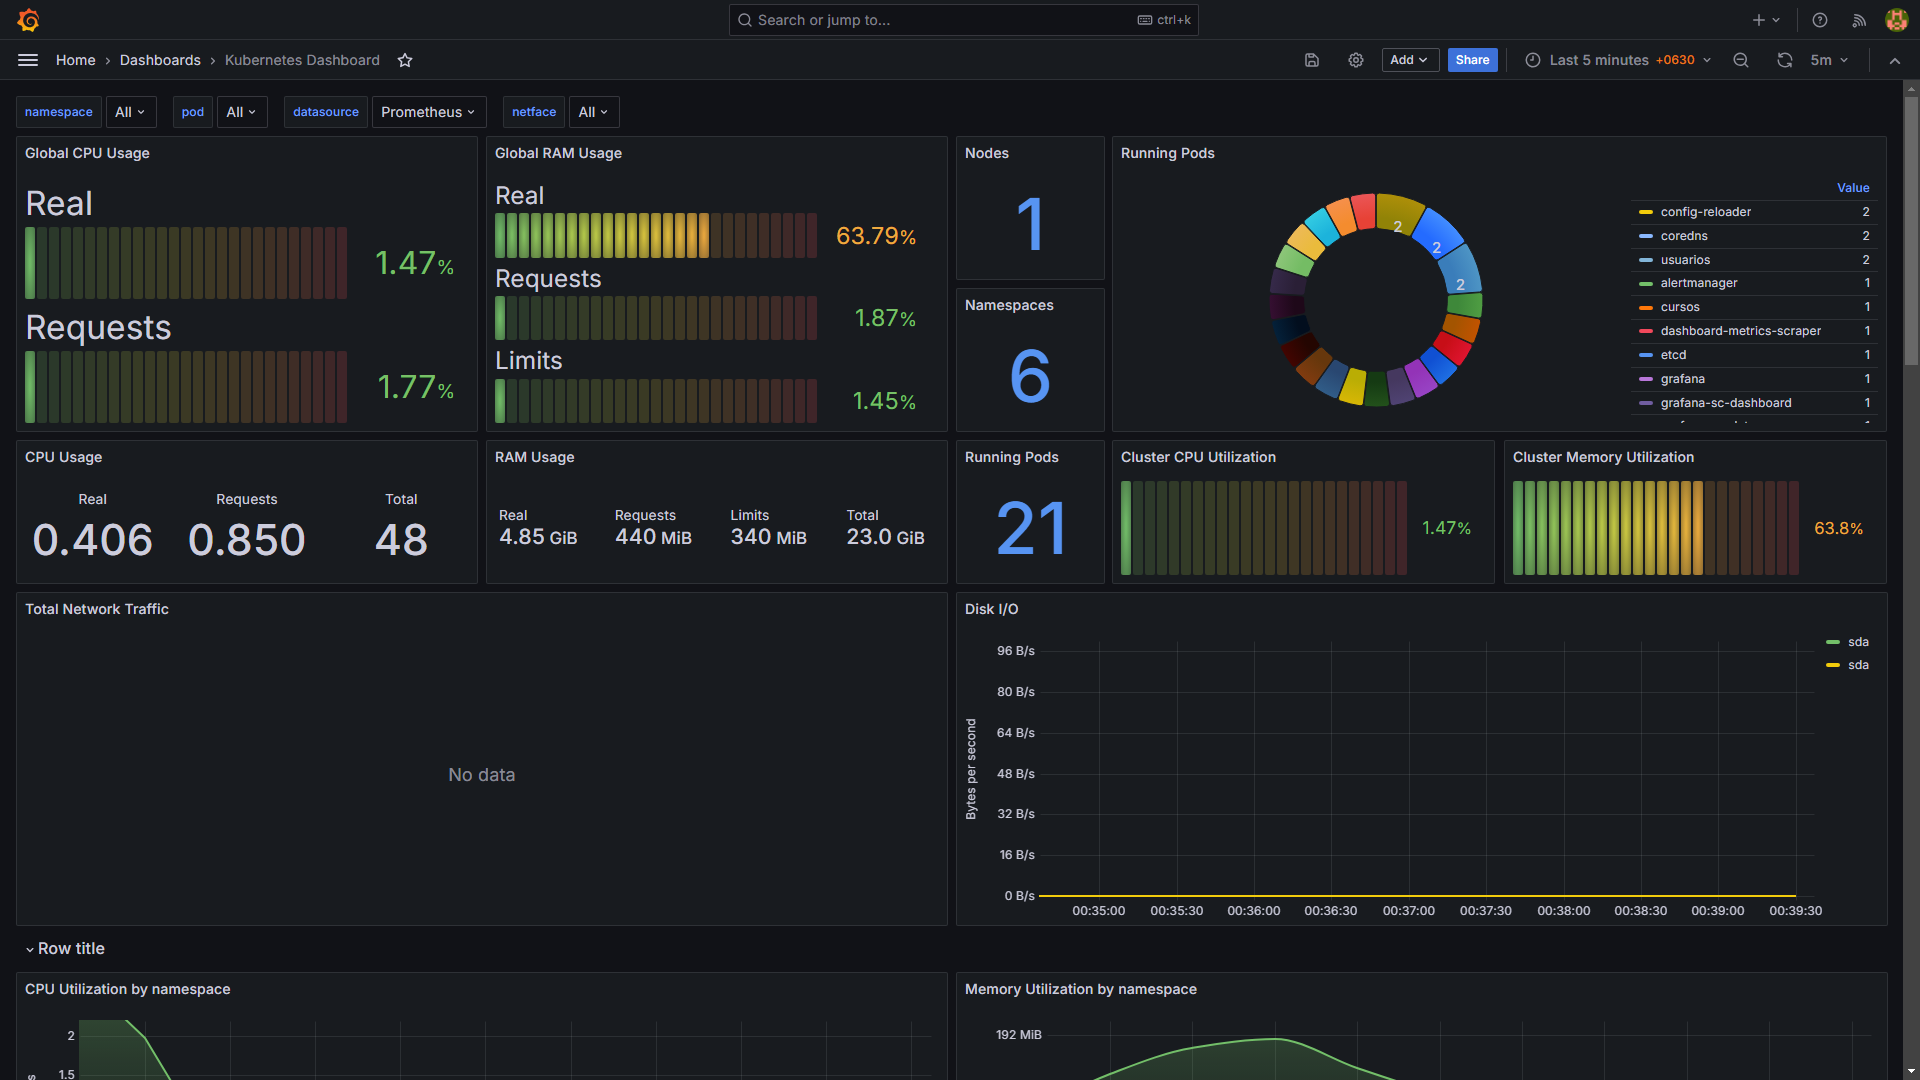 Search or jump to...
ctrl+k
Home › Dashboards › Kubernetes Dashboard
Add
Share
Last 5 minutes +0630
5m
namespace All
pod All
datasource Prometheus
netface All
Global CPU Usage
Real
1.47%
Requests
1.77%
Global RAM Usage
Real
63.79%
Requests
1.87%
Limits
1.45%
Nodes
1
Namespaces
6
Running Pods
2
2
2
Value
config-reloader 2
coredns 2
usuarios 2
alertmanager 1
cursos 1
dashboard-metrics-scraper 1
etcd 1
grafana 1
grafana-sc-dashboard 1
CPU Usage
Real Requests Total
0.406 0.850 48
RAM Usage
Real Requests Limits Total
4.85 GiB 440 MiB 340 MiB 23.0 GiB
Running Pods
21
Cluster CPU Utilization
1.47%
Cluster Memory Utilization
63.8%
Total Network Traffic
No data
Disk I/O
Bytes per second
96 B/s
80 B/s
64 B/s
48 B/s
32 B/s
16 B/s
0 B/s
00:35:00 00:35:30 00:36:00 00:36:30 00:37:00 00:37:30 00:38:00 00:38:30 00:39:00 00:39:30
sda
sda
Row title
CPU Utilization by namespace
2
1.5
Memory Utilization by namespace
192 MiB